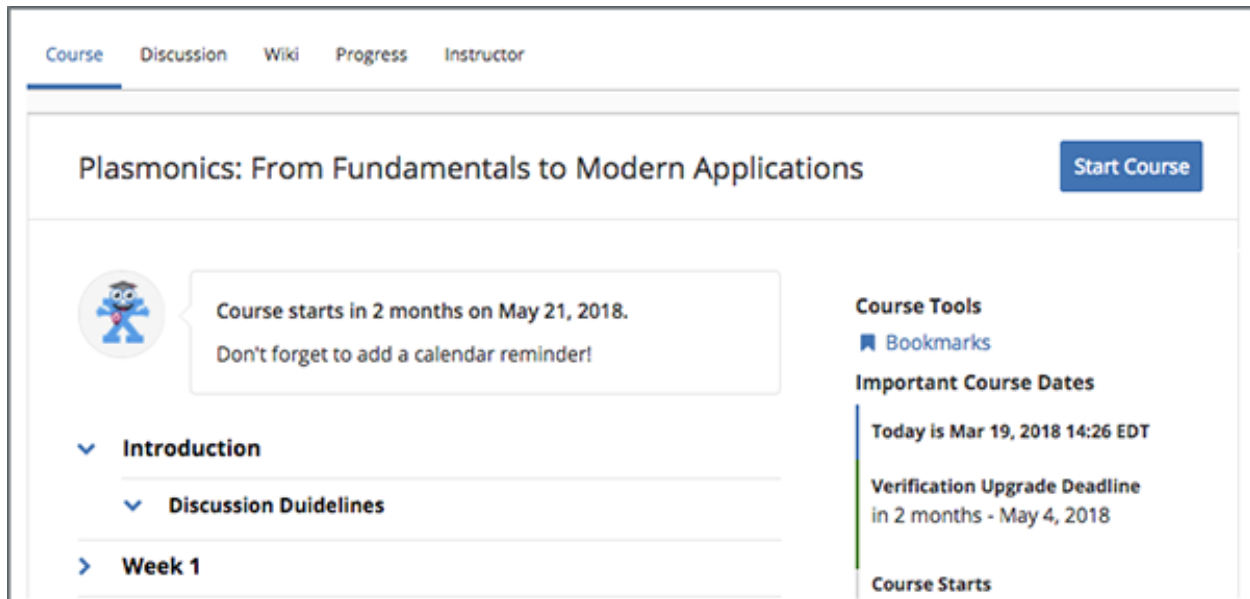 Course Discussion Wiki Progress Instructor
Plasmonics: From Fundamentals to Modern Applications
Start Course
Course starts in 2 months on May 21, 2018.
Don't forget to add a calendar reminder!
Introduction
Discussion Duidelines
Week 1
Course Tools
Bookmarks
Important Course Dates
Today is Mar 19, 2018 14:26 EDT
Verification Upgrade Deadline
in 2 months - May 4, 2018
Course Starts